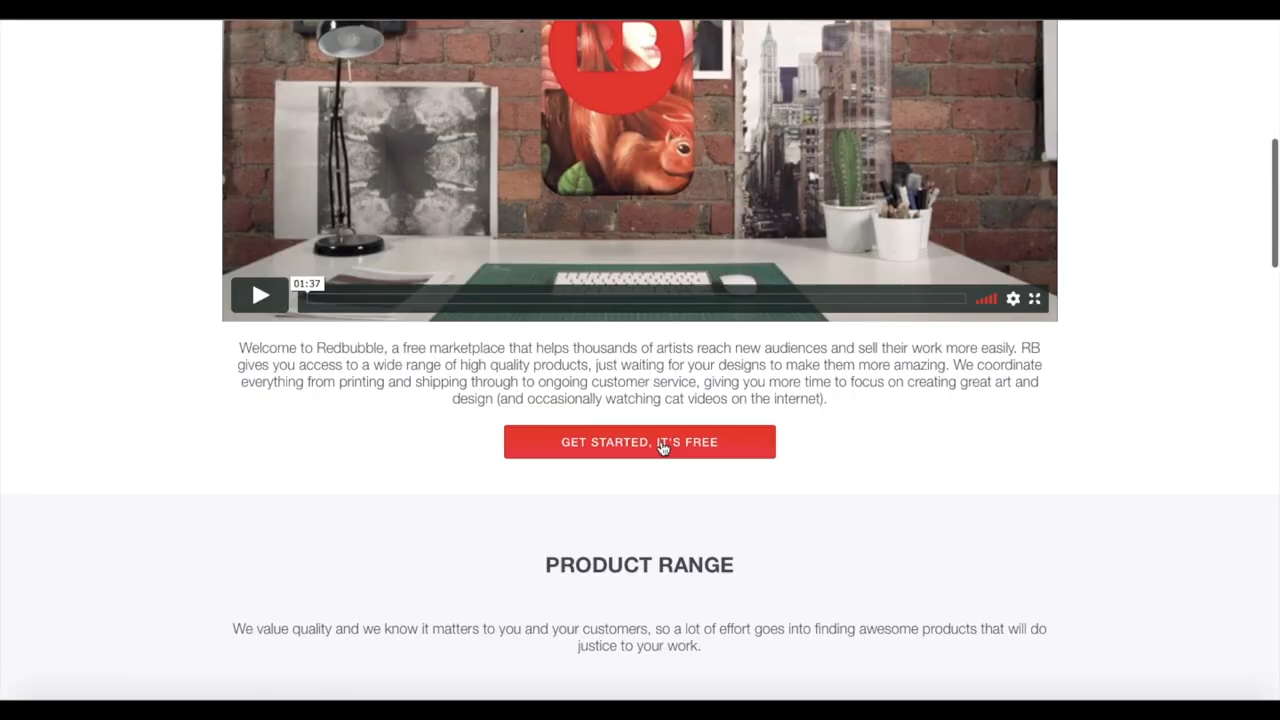 01:37
Welcome to Redbubble, a free marketplace that helps thousands of artists reach new audiences and sell their work more easily. RB
gives you access to a wide range of high quality products, just waiting for your designs to make them more amazing. We coordinate
everything from printing and shipping through to ongoing customer service, giving you more time to focus on creating great art and
design (and occasionally watching cat videos on the internet).
GET STARTED, IT'S FREE
PRODUCT RANGE
We value quality and we know it matters to you and your customers, so a lot of effort goes into finding awesome products that will do
justice to your work.